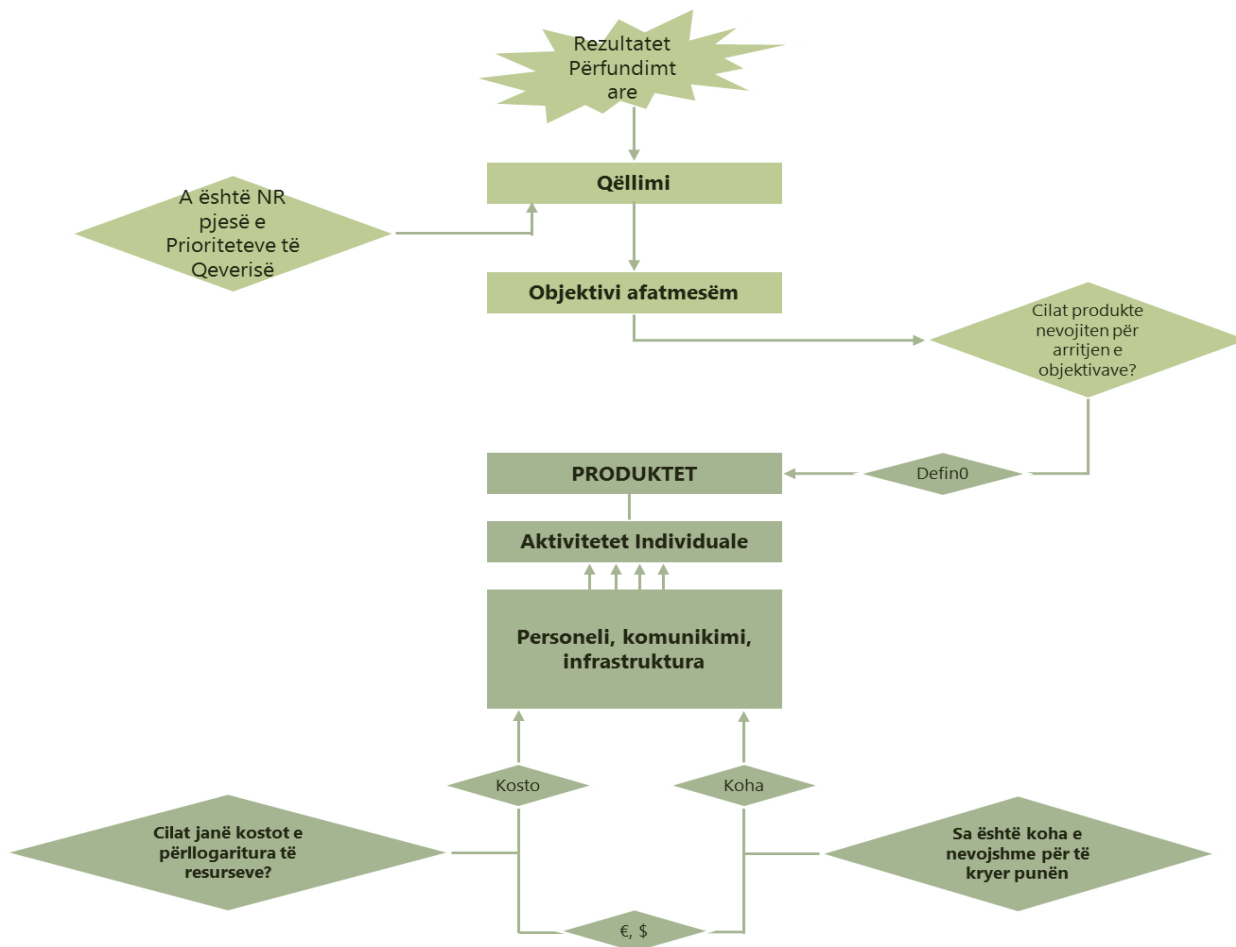 Rezultatet
Përfundimt
are
Qëllimi
A është NR
pjesë e
Prioriteteve të
Qeverisë
Objektivi afatmesëm
Cilat produkte
nevojiten për
arritjen e
objektivave?
PRODUKTET
Defin0
Aktivitetet Individuale
Personeli, komunikimi,
infrastruktura
Kosto
Koha
Cilat janë kostot e
përllogaritura të
resurseve?
Sa është koha e
nevojshme për të
kryer punën
€, $